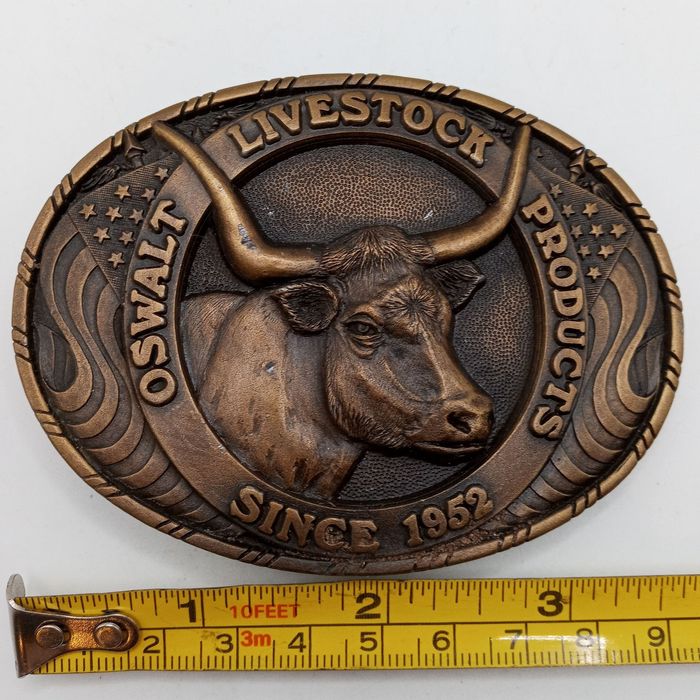 OSWALT
LIVESTOCK
PRODUCTS
SINCE 1952
1 10FEET 2 3
2 3 3m 4 5 6 7 8 9